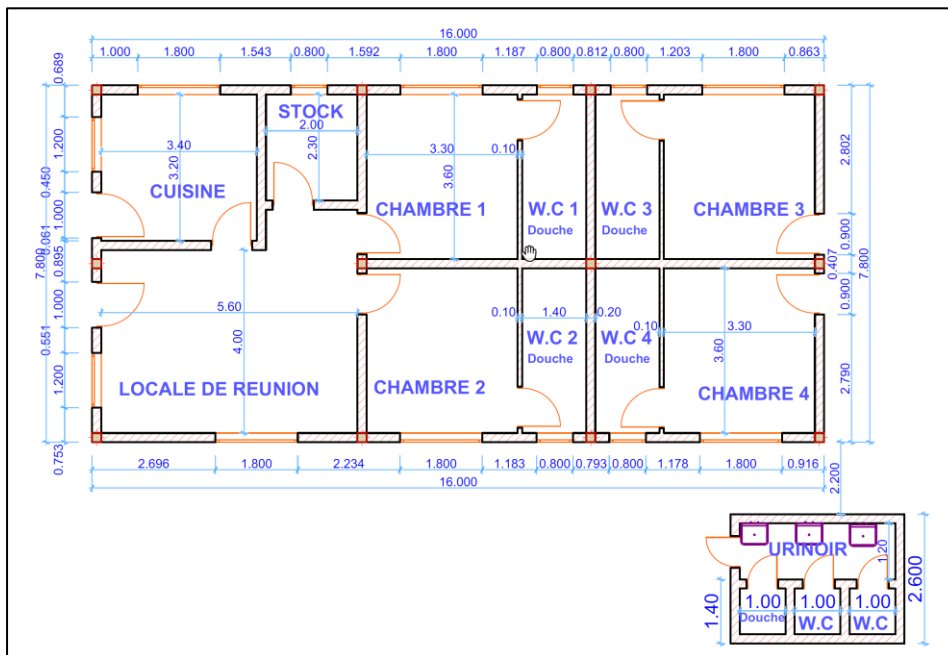 16.000
1.000 1.800 1.543 0.800 1.592 1.800 1.187 0.800 0.812 0.800 1.203 1.800 0.863
0.689
1.200
0.450
1.000
0.061
0.895
1.000
0.551
1.200
0.753
7.800
STOCK
2.00
2.30
3.40
3.20
CUISINE
3.30
3.60
0.10
CHAMBRE 1
W.C 1
Douche
W.C 3
Douche
CHAMBRE 3
2.802
0.900
0.407
0.900
2.790
7.800
5.60
4.00
LOCALE DE REUNION
CHAMBRE 2
0.10
1.40
0.20
W.C 2
Douche
W.C 4
Douche
0.10
3.30
3.60
CHAMBRE 4
2.696 1.800 2.234 1.800 1.183 0.800 0.793 0.800 1.178 1.800 0.916
16.000
2.200
URINOIR
1.20
2.600
1.40
1.00 1.00 1.00
Douche W.C W.C